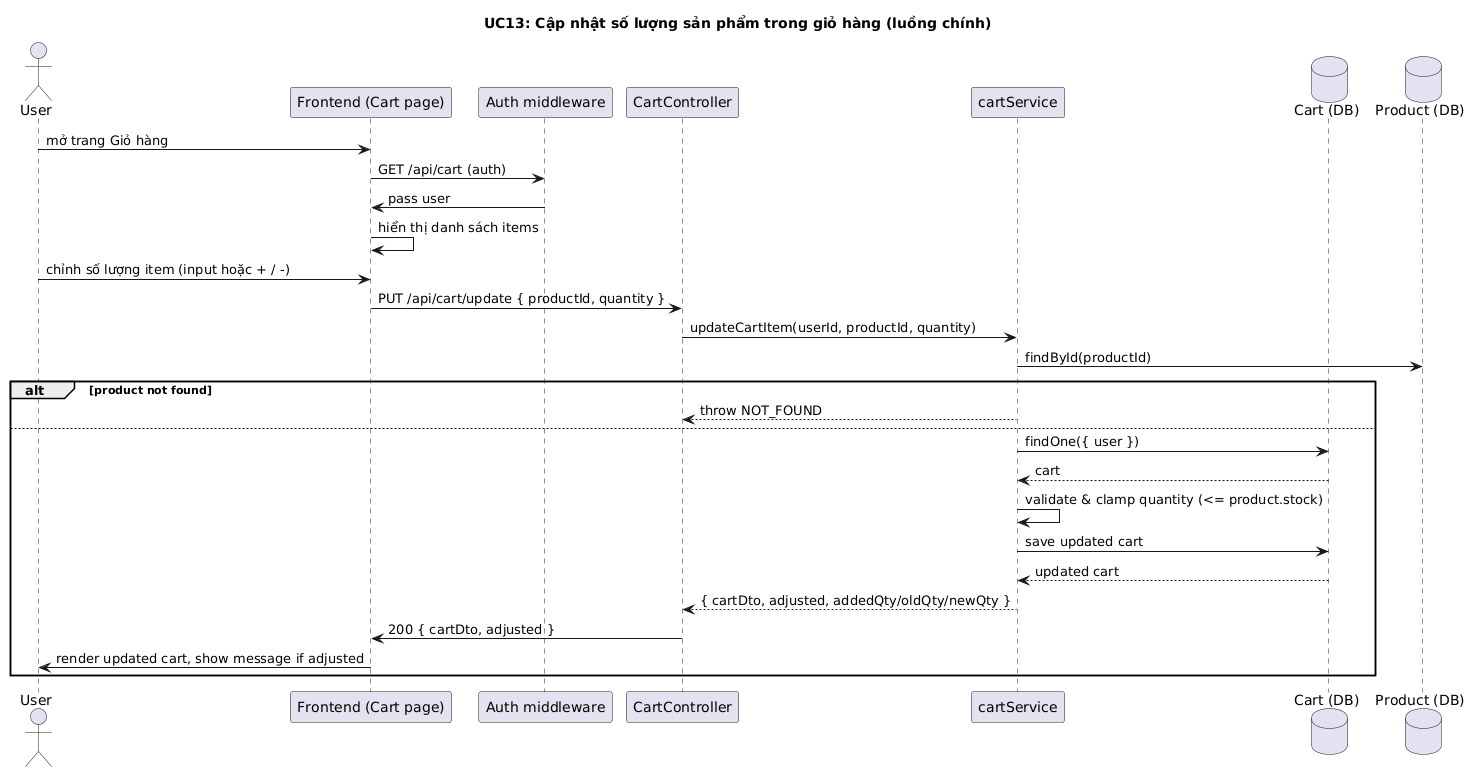 UC13: Cập nhật số lượng sản phẩm trong giỏ hàng (luồng chính)
User
Frontend (Cart page)
Auth middleware
CartController
cartService
Cart (DB)
Product (DB)
mở trang Giỏ hàng
GET /api/cart (auth)
pass user
hiển thị danh sách items
chỉnh số lượng item (input hoặc + / -)
PUT /api/cart/update { productId, quantity }
updateCartItem(userId, productId, quantity)
findById(productId)
alt [product not found]
throw NOT_FOUND
findOne({ user })
cart
validate & clamp quantity (<= product.stock)
save updated cart
updated cart
{ cartDto, adjusted, addedQty/oldQty/newQty }
200 { cartDto, adjusted }
render updated cart, show message if adjusted
User
Frontend (Cart page)
Auth middleware
CartController
cartService
Cart (DB)
Product (DB)